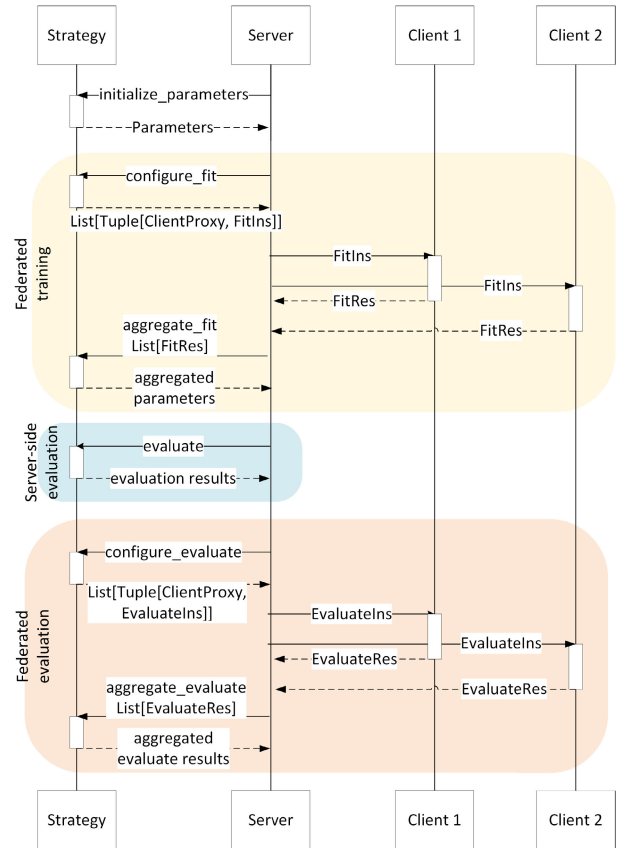 Strategy
Server
Client 1
Client 2
initialize_parameters
Parameters
Federated
training
configure_fit
List[Tuple[ClientProxy, FitIns]]
FitIns
FitIns
FitRes
FitRes
aggregate_fit
List[FitRes]
aggregated
parameters
Server-side
evaluation
evaluate
evaluation results
Federated
evaluation
configure_evaluate
List[Tuple[ClientProxy,
EvaluateIns]]
EvaluateIns
EvaluateIns
EvaluateRes
EvaluateRes
aggregate_evaluate
List[EvaluateRes]
aggregated
evaluate results
Strategy
Server
Client 1
Client 2